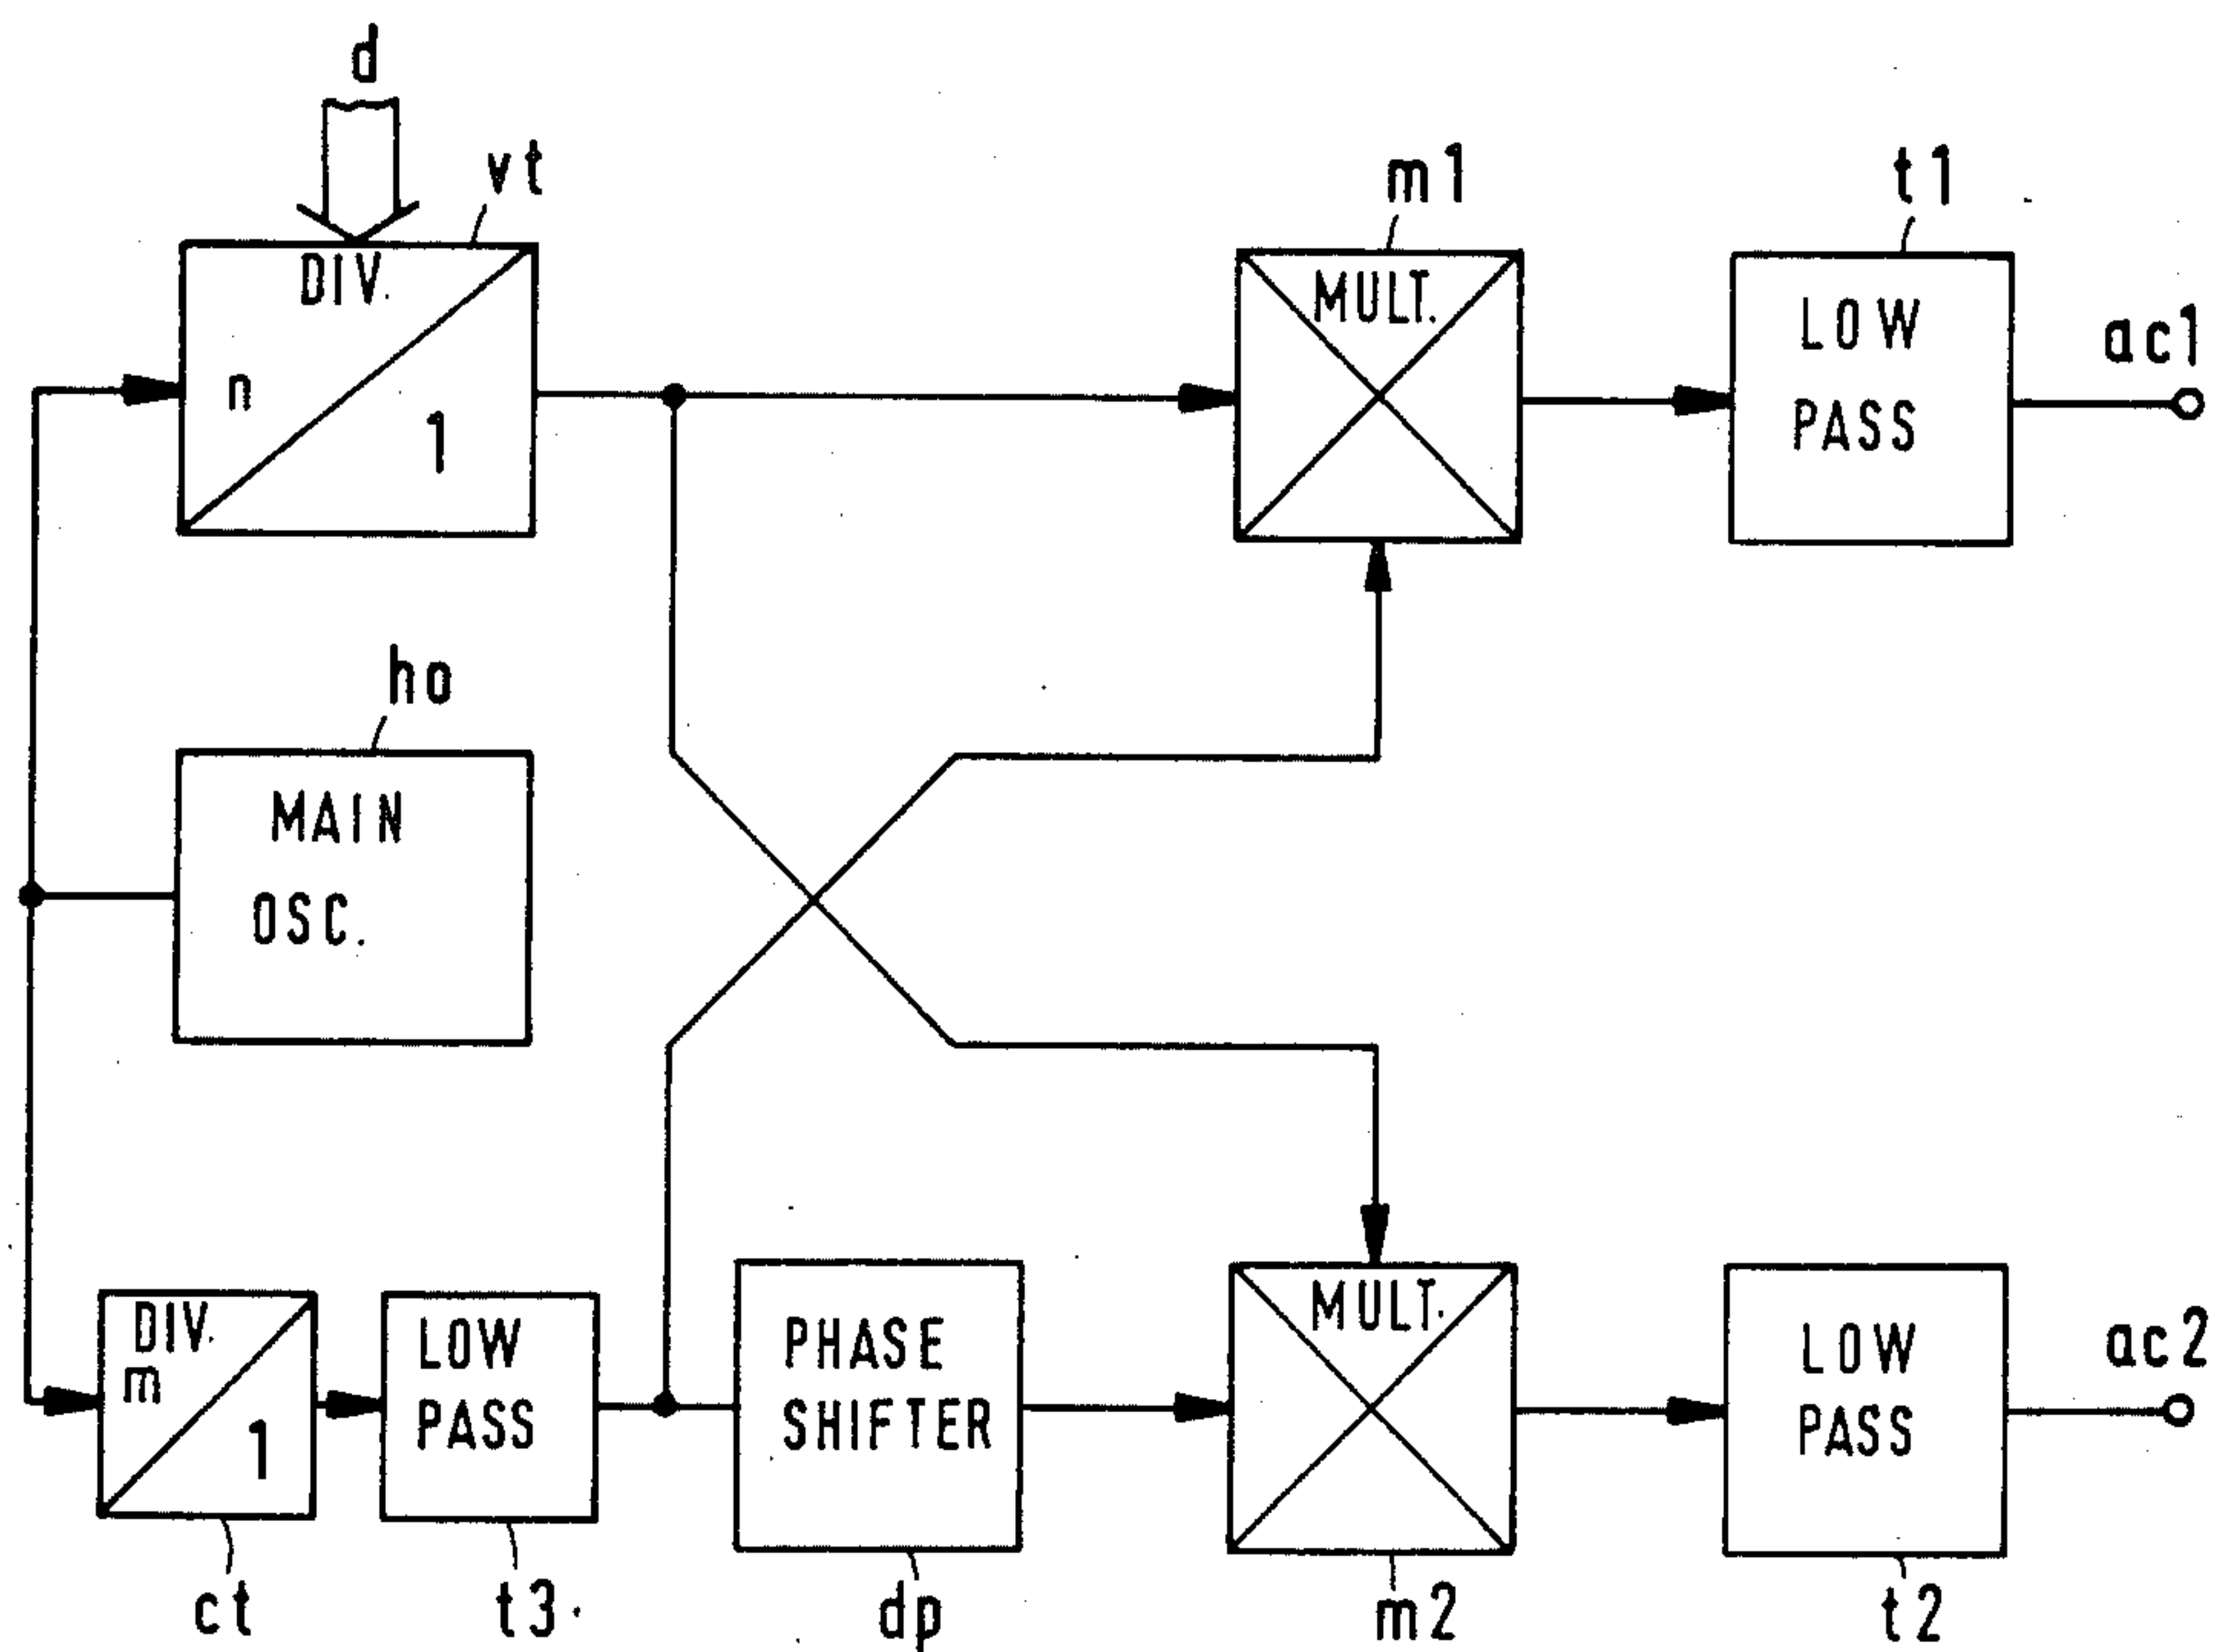 d
vt
DIV.
n
1
m1
MULT.
t1
LOW
PASS
ac1
ho
MAIN
OSC.
DIV.
m
1
ct
LOW
PASS
t3
PHASE
SHIFTER
dp
MULT.
m2
LOW
PASS
t2
ac2